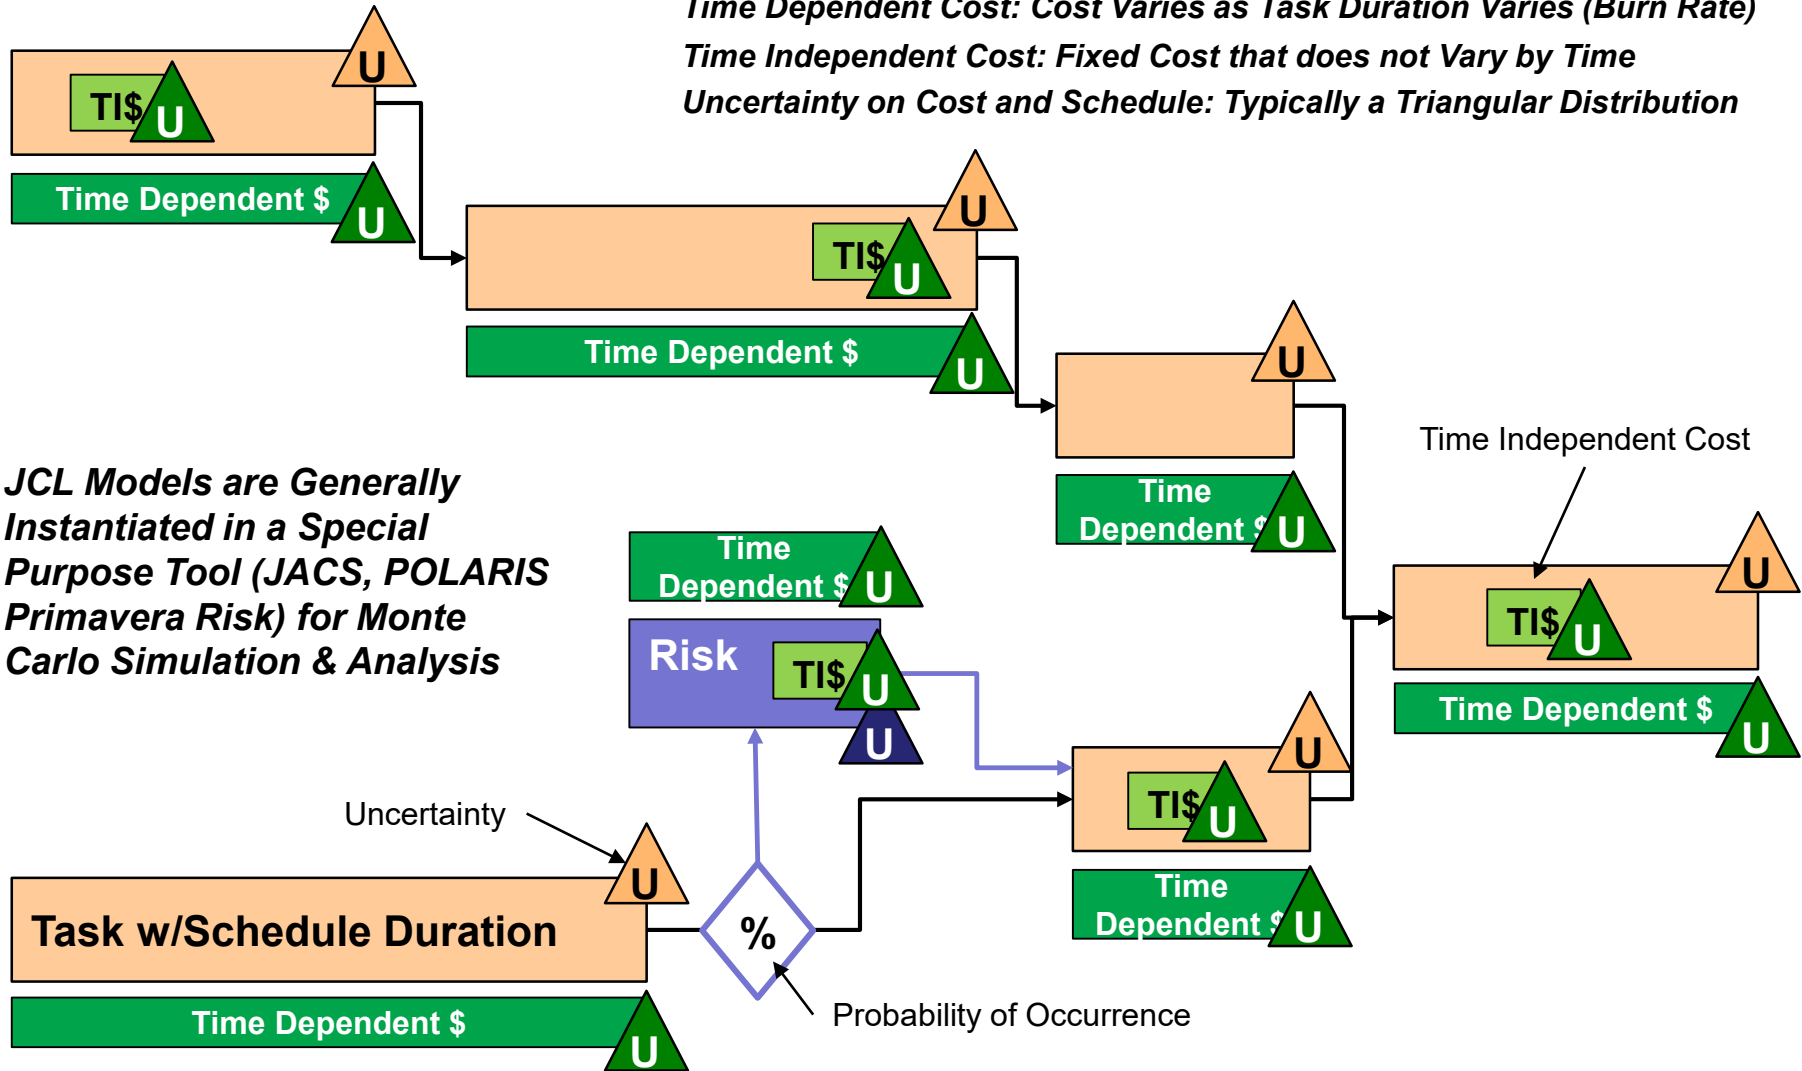 Time Dependent Cost: Cost Varies as Task Duration Varies (Burn Rate)
Time Independent Cost: Fixed Cost that does not Vary by Time
Uncertainty on Cost and Schedule: Typically a Triangular Distribution
U
TI$
U
Time Dependent $
U
U
TI$
U
Time Dependent $
U
U
Time
Dependent $
U
Time Independent Cost
U
TI$
U
Time Dependent $
U
JCL Models are Generally
Instantiated in a Special
Purpose Tool (JACS, POLARIS
Primavera Risk) for Monte
Carlo Simulation & Analysis
Time
Dependent $
U
Risk
TI$
U
U
U
TI$
U
Time
Dependent $
U
Uncertainty
U
Task w/Schedule Duration
%
Time Dependent $
U
Probability of Occurrence